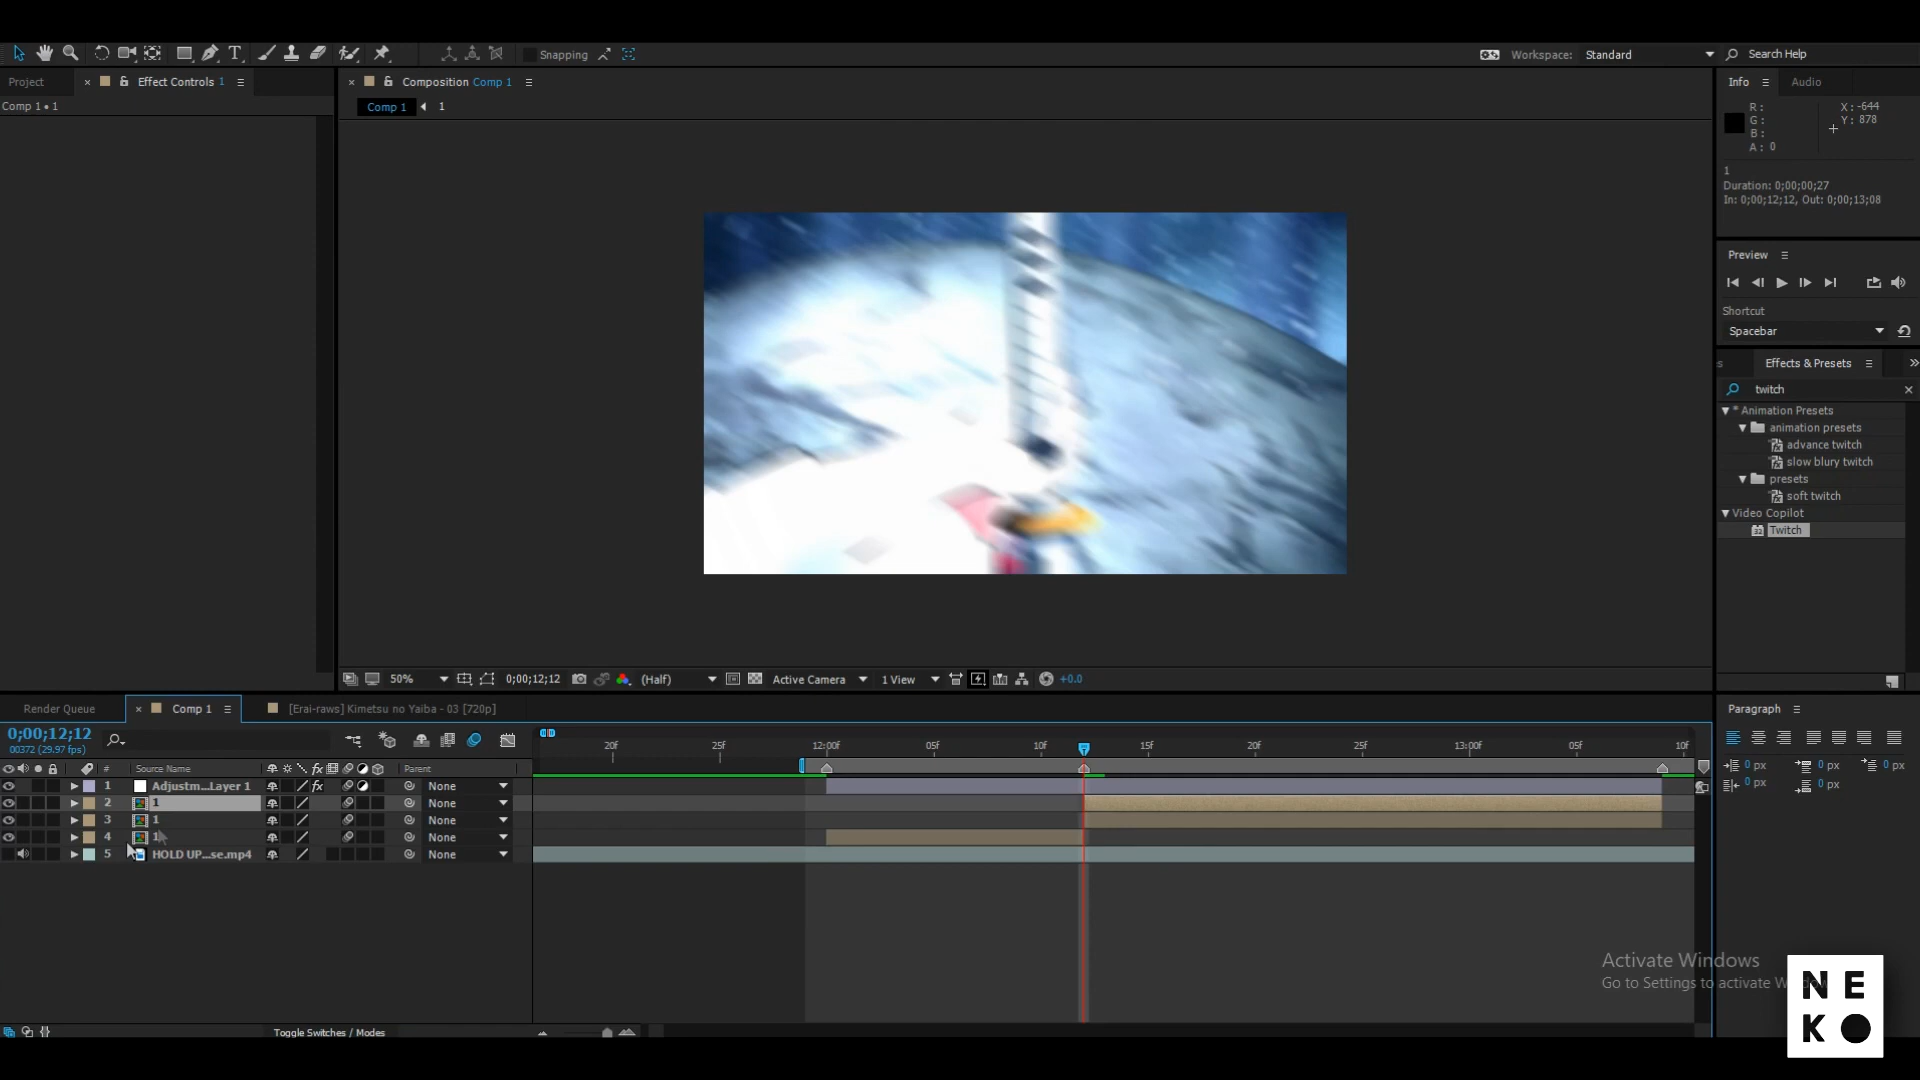 Snapping
Workspace: Standard
Search Help
Project
Effect Controls 1
Composition Comp 1
Info
Audio
Comp 1 • 1
Comp 1
1
R :
G :
B :
A : 0
X : -644
Y : 878
1
Duration: 0;00;00;27
In: 0;00;12;12, Out: 0;00;13;08
Preview
Shortcut
Spacebar
Effects & Presets
twitch
* Animation Presets
animation presets
advance twitch
slow blury twitch
presets
soft twitch
Video Copilot
Twitch
50%
0;00;12;12
(Half)
Active Camera
1 View
+0.0
Render Queue
Comp 1
[Erai-raws] Kimetsu no Yaiba - 03 [720p]
Paragraph
0;00;12;12
00372 (29.97 fps)
20f
25f
12:00f
05f
10f
15f
20f
25f
13:00f
05f
10f
0 px
0 px
0 px
0 px
0 px
#
Source Name
fx
Parent
1
Adjustm...Layer 1
fx
None
2
1
None
3
1
None
4
1
None
5
HOLD UP...se.mp4
None
Toggle Switches / Modes
Activate Windows
Go to Settings to activate W
NE
KO